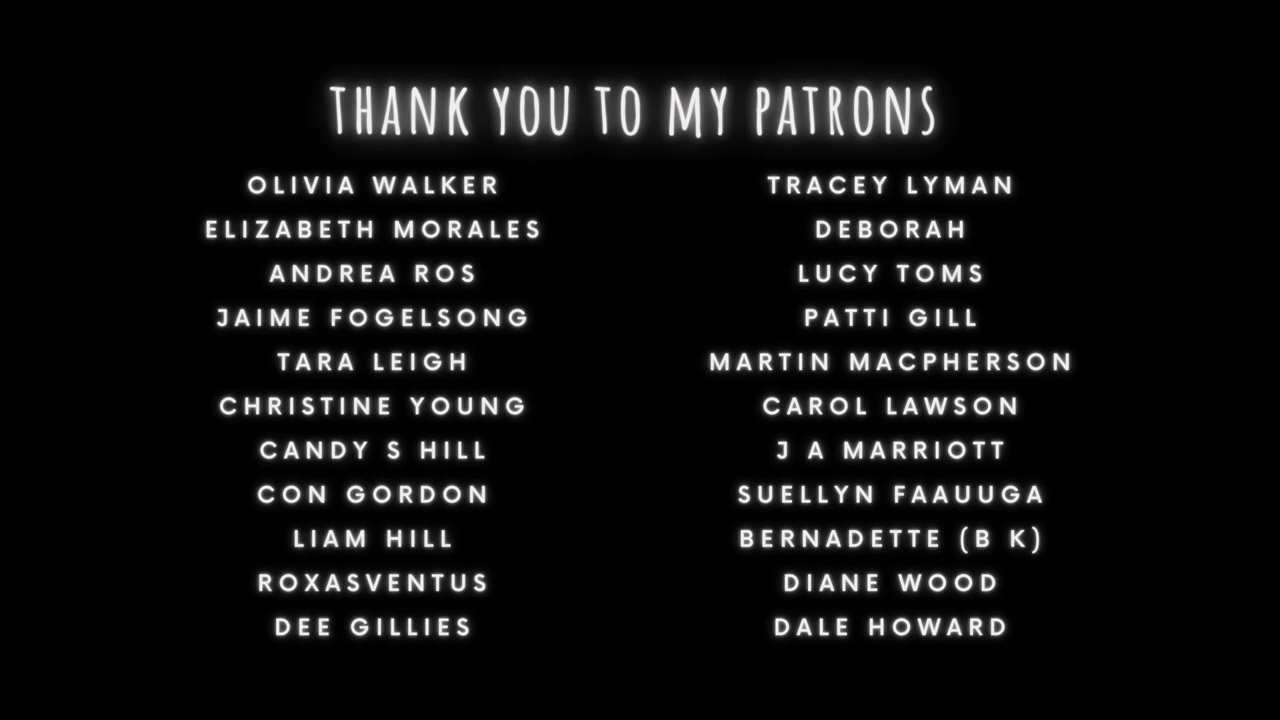 THANK YOU TO MY PATRONS
OLIVIA WALKER
ELIZABETH MORALES
ANDREA ROS
JAIME FOGELSONG
TARA LEIGH
CHRISTINE YOUNG
CANDY S HILL
CON GORDON
LIAM HILL
ROXASVENTUS
DEE GILLIES
TRACEY LYMAN
DEBORAH
LUCY TOMS
PATTI GILL
MARTIN MACPHERSON
CAROL LAWSON
J A MARRIOTT
SUELLYN FAAUUGA
BERNADETTE (B K)
DIANE WOOD
DALE HOWARD